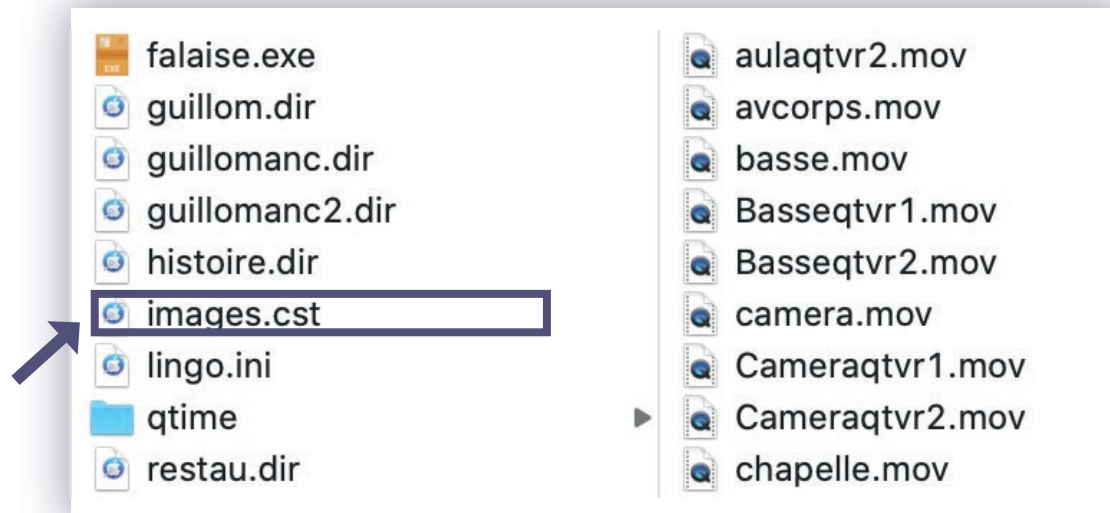 falaise.exe
guillom.dir
guillomanc.dir
guillomanc2.dir
histoire.dir
images.cst
lingo.ini
qtime
restau.dir
aulaqtvr2.mov
avcorps.mov
basse.mov
Basseqtvr1.mov
Basseqtvr2.mov
camera.mov
Cameraqtvr1.mov
Cameraqtvr2.mov
chapelle.mov
EXE